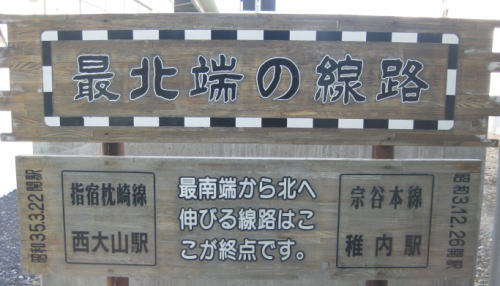 最北端の線路
昭和35.3.22開駅
指宿枕崎線
西大山駅
最南端から北へ
伸びる線路はこ
こが終点です。
宗谷本線
稚内駅
昭和3.12.26開駅